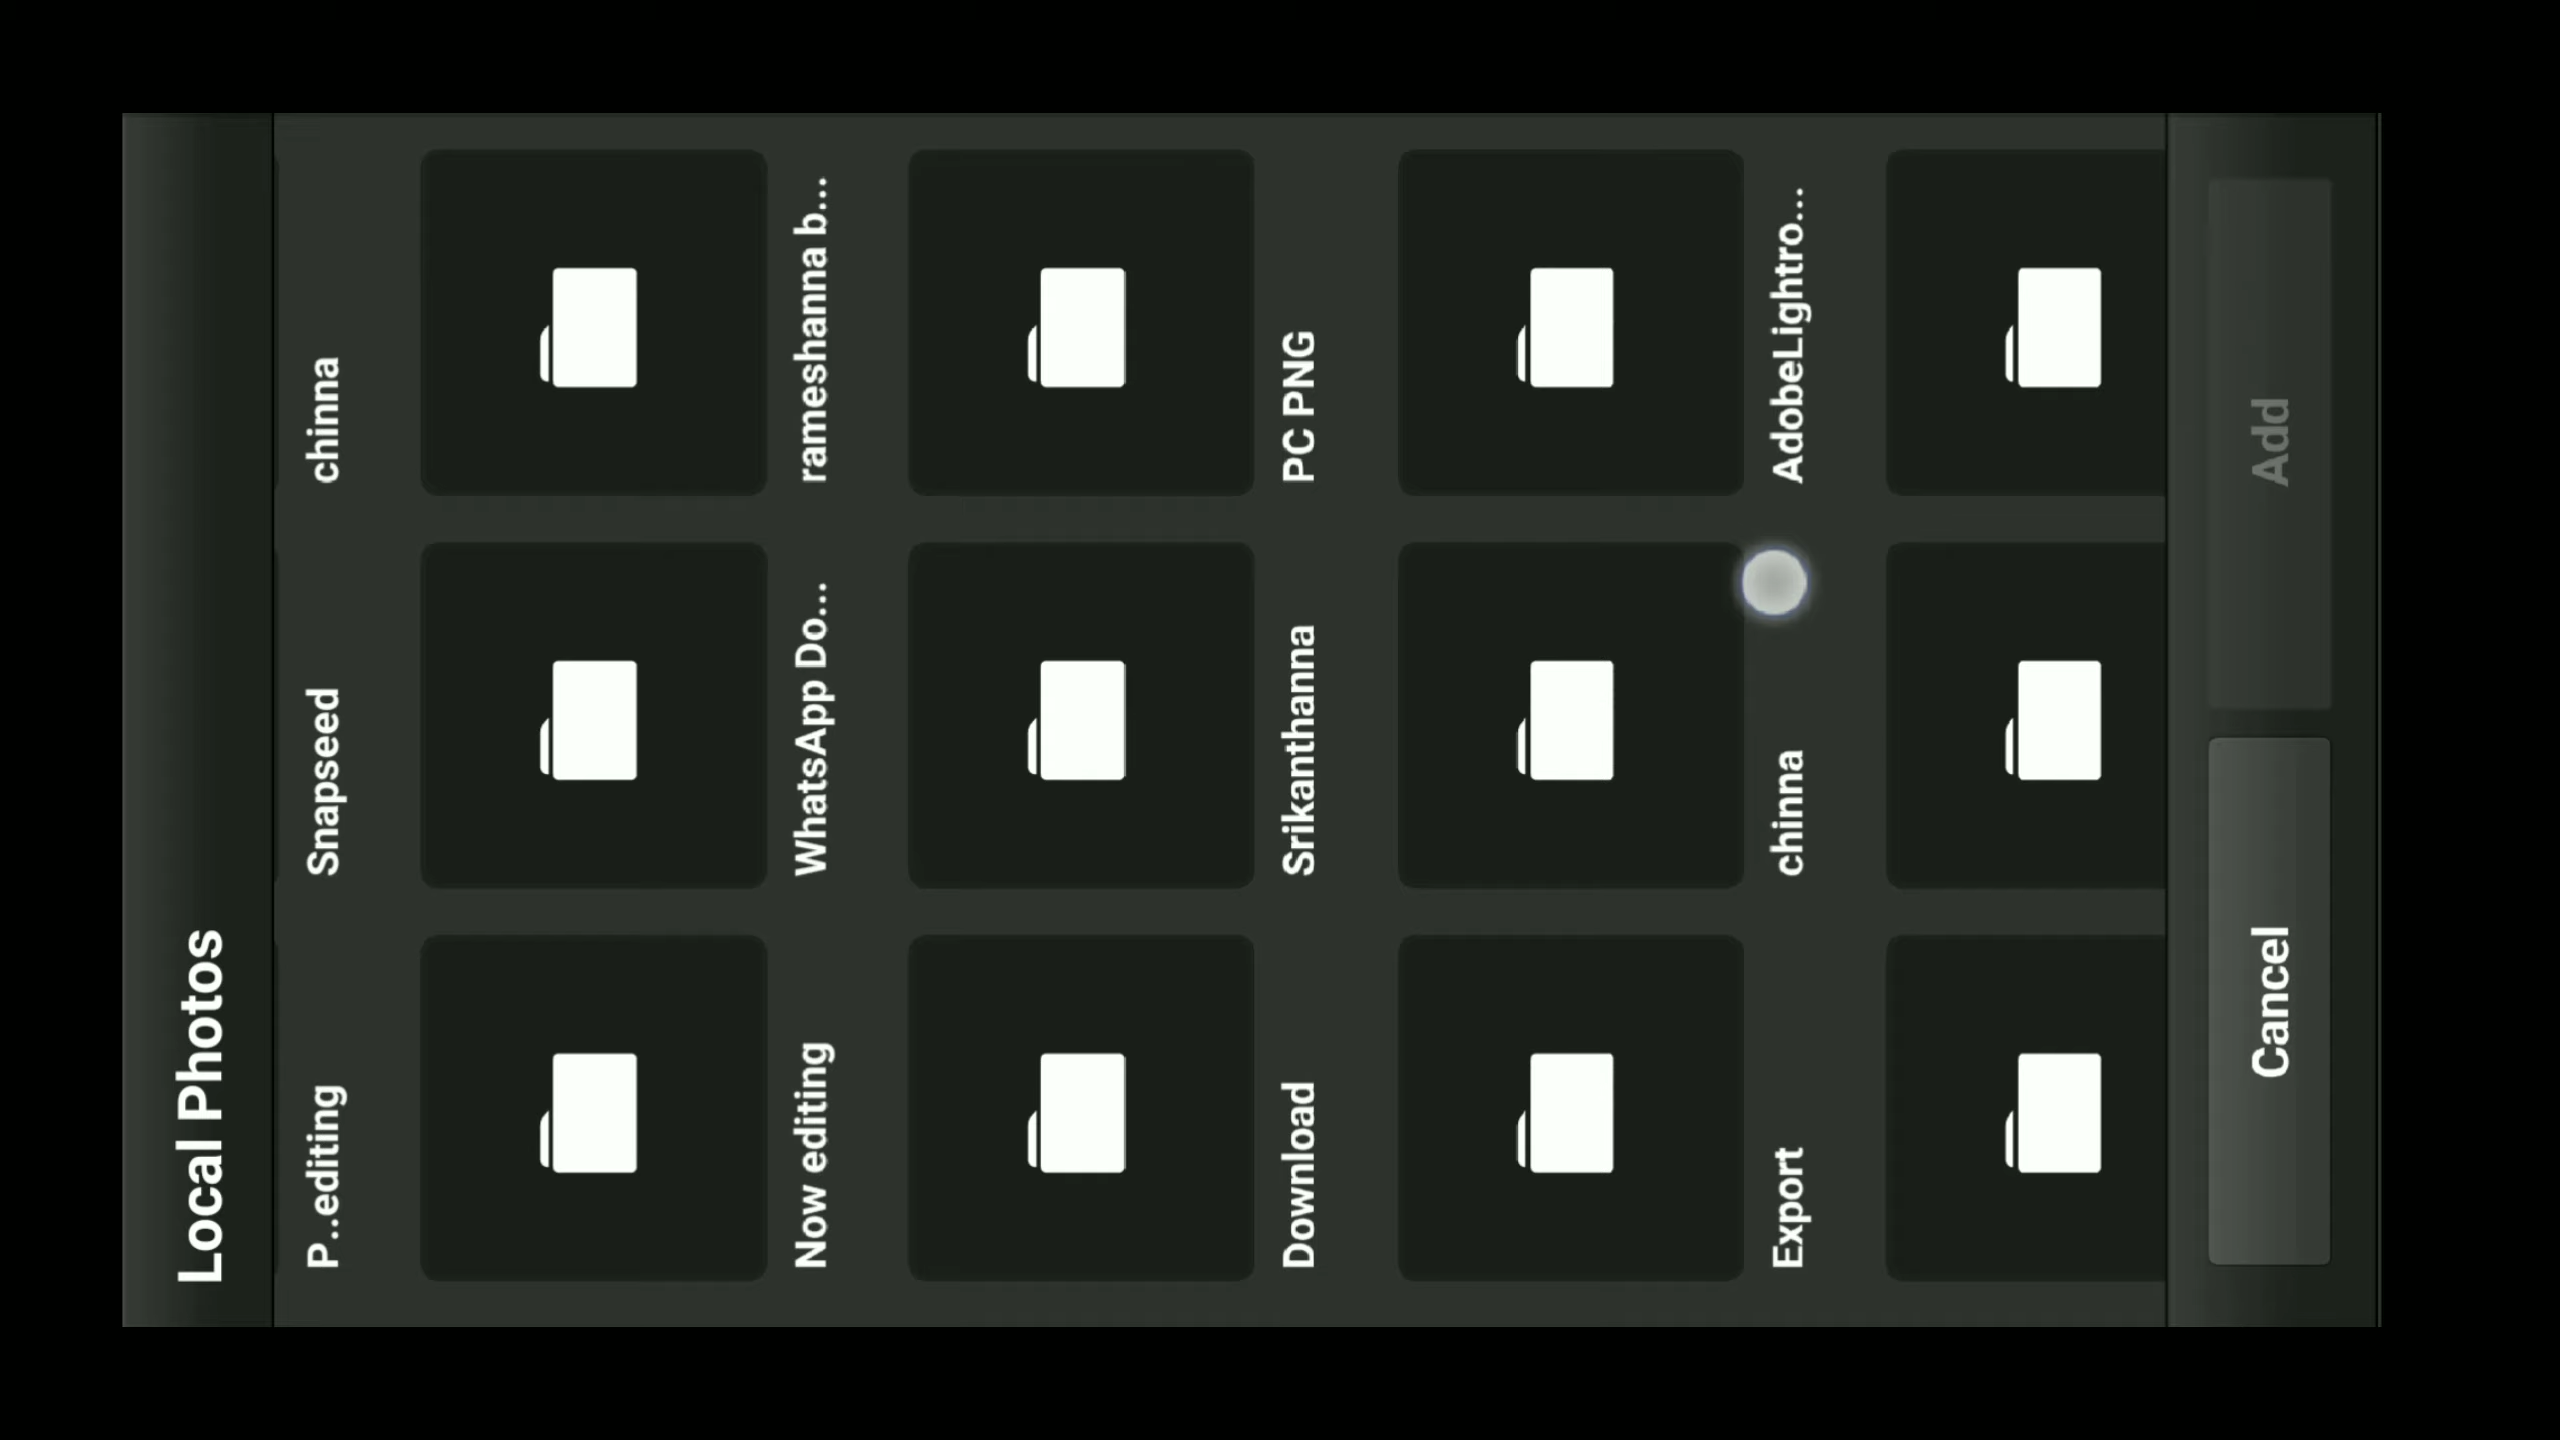 Local Photos
P..editing
Snapseed
chinna
Now editing
WhatsApp Do...
rameshanna b...
Download
Srikanthanna
PC PNG
Export
chinna
AdobeLightro...
Cancel
Add